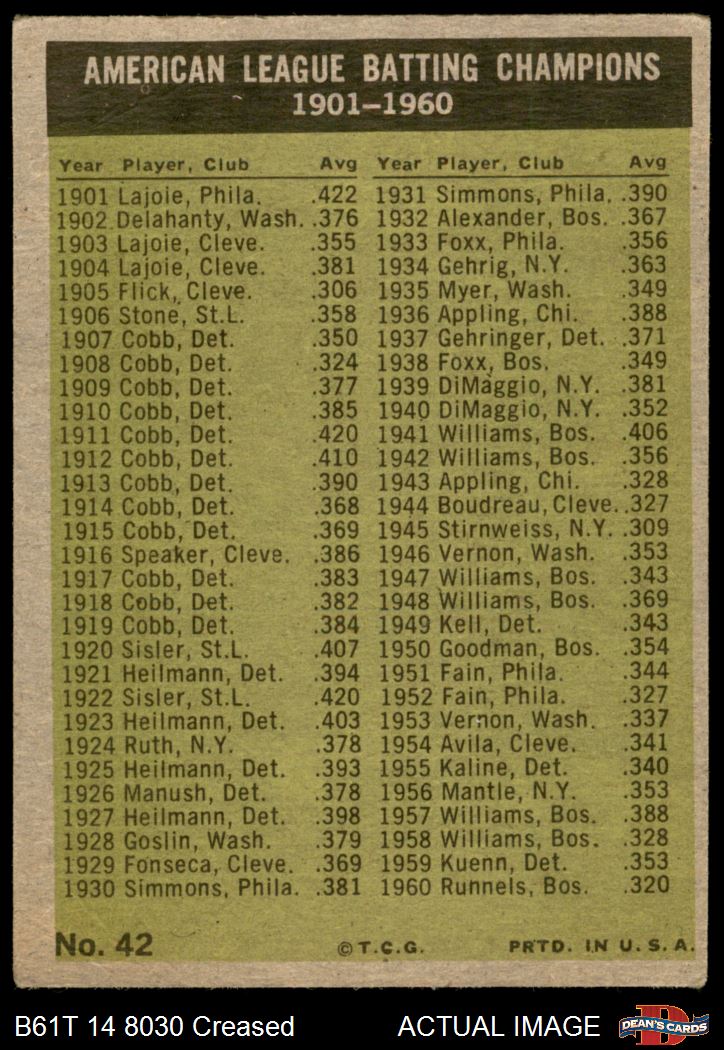 AMERICAN LEAGUE BATTING CHAMPIONS
1901–1960
Year Player, Club Avg
1901 Lajoie, Phila. .422
1902 Delahanty, Wash. .376
1903 Lajoie, Cleve. .355
1904 Lajoie, Cleve. .381
1905 Flick, Cleve. .306
1906 Stone, St.L. .358
1907 Cobb, Det. .350
1908 Cobb, Det. .324
1909 Cobb, Det. .377
1910 Cobb, Det. .385
1911 Cobb, Det. .420
1912 Cobb, Det. .410
1913 Cobb, Det. .390
1914 Cobb, Det. .368
1915 Cobb, Det. .369
1916 Speaker, Cleve. .386
1917 Cobb, Det. .383
1918 Cobb, Det. .382
1919 Cobb, Det. .384
1920 Sisler, St.L. .407
1921 Heilmann, Det. .394
1922 Sisler, St.L. .420
1923 Heilmann, Det. .403
1924 Ruth, N.Y. .378
1925 Heilmann, Det. .393
1926 Manush, Det. .378
1927 Heilmann, Det. .398
1928 Goslin, Wash. .379
1929 Fonseca, Cleve. .369
1930 Simmons, Phila. .381
Year Player, Club Avg
1931 Simmons, Phila. .390
1932 Alexander, Bos. .367
1933 Foxx, Phila. .356
1934 Gehrig, N.Y. .363
1935 Myer, Wash. .349
1936 Appling, Chi. .388
1937 Gehringer, Det. .371
1938 Foxx, Bos. .349
1939 DiMaggio, N.Y. .381
1940 DiMaggio, N.Y. .352
1941 Williams, Bos. .406
1942 Williams, Bos. .356
1943 Appling, Chi. .328
1944 Boudreau, Cleve. .327
1945 Stirnweiss, N.Y. .309
1946 Vernon, Wash. .353
1947 Williams, Bos. .343
1948 Williams, Bos. .369
1949 Kell, Det. .343
1950 Goodman, Bos. .354
1951 Fain, Phila. .344
1952 Fain, Phila. .327
1953 Vernon, Wash. .337
1954 Avila, Cleve. .341
1955 Kaline, Det. .340
1956 Mantle, N.Y. .353
1957 Williams, Bos. .388
1958 Williams, Bos. .328
1959 Kuenn, Det. .353
1960 Runnels, Bos. .320
No. 42 © T.C.G. PRTD. IN U.S.A.
B61T 14 8030 Creased ACTUAL IMAGE
D
DEAN'S CARDS